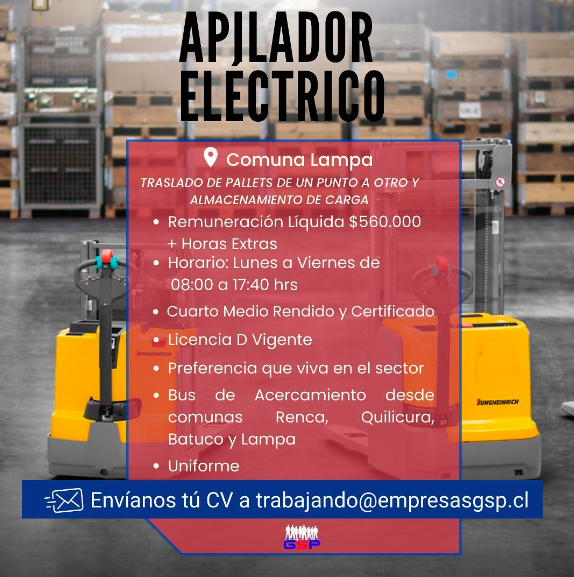 APILADOR
ELÉCTRICO
Comuna Lampa
TRASLADO DE PALLETS DE UN PUNTO A OTRO Y
ALMACENAMIENTO DE CARGA
• Remuneración Líquida $560.000
+ Horas Extras
• Horario: Lunes a Viernes de
08:00 a 17:40 hrs
• Cuarto Medio Rendido y Certificado
• Licencia D Vigente
• Preferencia que viva en el sector
• Bus de Acercamiento desde
comunas Renca, Quilicura,
Batuco y Lampa
• Uniforme
JUNGHEINRICH
JUNGHEINRICH
Envíanos tú CV a trabajando@empresasgsp.cl
GSP